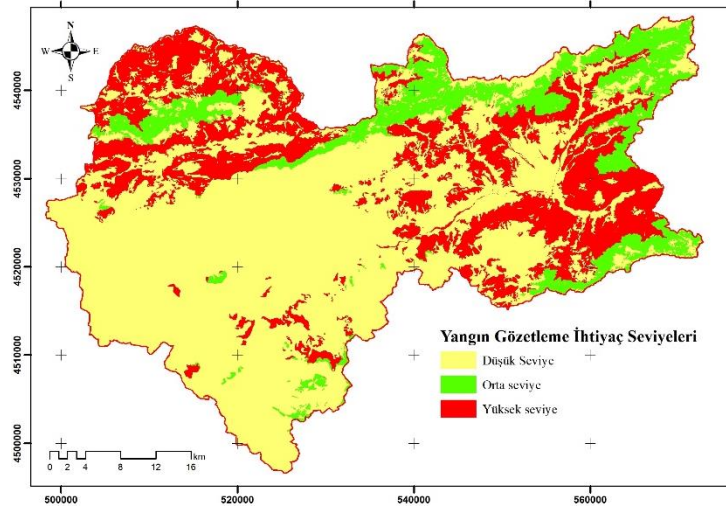 N
W E
S
4540000
4530000
4520000
4510000
4500000
Yangın Gözetleme İhtiyaç Seviyeleri
Düşük Seviye
Orta seviye
Yüksek seviye
km
0 2 4 8 12 16
500000 520000 540000 560000